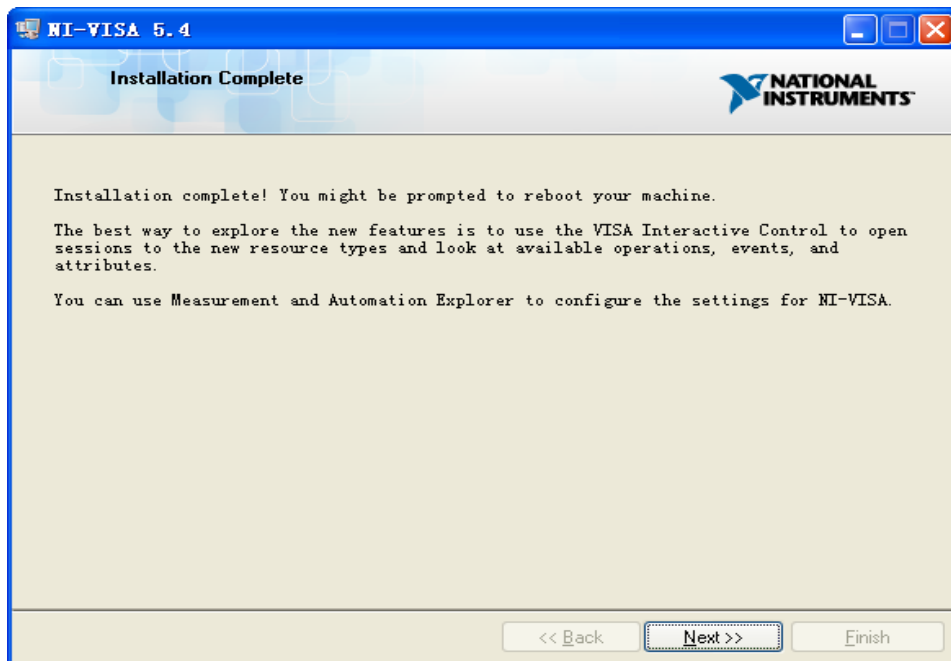 NI-VISA 5.4
Installation Complete
NATIONAL
INSTRUMENTS™
Installation complete! You might be prompted to reboot your machine.
The best way to explore the new features is to use the VISA Interactive Control to open
sessions to the new resource types and look at available operations, events, and
attributes.
You can use Measurement and Automation Explorer to configure the settings for NI-VISA.
<< Back
Next >>
Finish